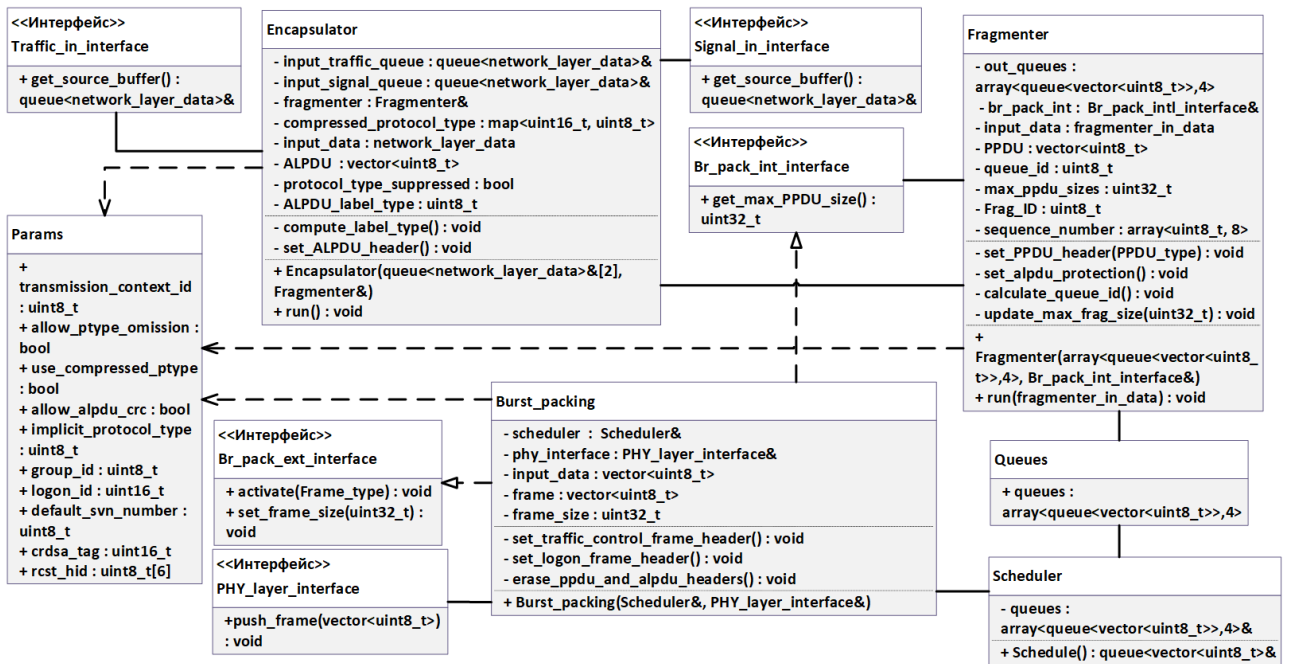 <<Интерфейс>>
Traffic_in_interface
+ get_source_buffer() :
queue<network_layer_data>&
Encapsulator
- input_traffic_queue : queue<network_layer_data>&
- input_signal_queue : queue<network_layer_data>&
- fragmenter : Fragmenter&
- compressed_protocol_type : map<uint16_t, uint8_t>
- input_data : network_layer_data
- ALPDU : vector<uint8_t>
- protocol_type_suppressed : bool
- ALPDU_label_type : uint8_t
- compute_label_type() : void
- set_ALPDU_header() : void
+ Encapsulator(queue<network_layer_data>&[2],
Fragmenter&)
+ run() : void
<<Интерфейс>>
Signal_in_interface
+ get_source_buffer() :
queue<network_layer_data>&
<<Интерфейс>>
Br_pack_int_interface
+ get_max_PPDU_size() :
uint32_t
Fragmenter
- out_queues :
array<queue<vector<uint8_t>>,4>
- br_pack_int : Br_pack_intl_interface&
- input_data : fragmenter_in_data
- PPDU : vector<uint8_t>
- queue_id : uint8_t
- max_ppdu_sizes : uint32_t
- Frag_ID : uint8_t
- sequence_number : array<uint8_t, 8>
- set_PPDU_header(PPDU_type) : void
- set_alpdu_protection() : void
- calculate_queue_id() : void
- update_max_frag_size(uint32_t) : void
+
Fragmenter(array<queue<vector<uint8_
t>>,4>, Br_pack_int_interface&)
+ run(fragmenter_in_data) : void
Params
+
transmission_context_id
: uint8_t
+ allow_ptype_omission :
bool
+ use_compressed_ptype
: bool
+ allow_alpdu_crc : bool
+ implicit_protocol_type
: uint8_t
+ group_id : uint8_t
+ logon_id : uint16_t
+ default_svn_number :
uint8_t
+ crdsa_tag : uint16_t
+ rcst_hid : uint8_t[6]
<<Интерфейс>>
Br_pack_ext_interface
+ activate(Frame_type) : void
+ set_frame_size(uint32_t) :
void
<<Интерфейс>>
PHY_layer_interface
+push_frame(vector<uint8_t>)
: void
Burst_packing
- scheduler : Scheduler&
- phy_interface : PHY_layer_interface&
- input_data : vector<uint8_t>
- frame : vector<uint8_t>
- frame_size : uint32_t
- set_traffic_control_frame_header() : void
- set_logon_frame_header() : void
- erase_ppdu_and_alpdu_headers() : void
+ Burst_packing(Scheduler&, PHY_layer_interface&)
Queues
+ queues :
array<queue<vector<uint8_t>>,4>
Scheduler
- queues :
array<queue<vector<uint8_t>>,4>&
+ Schedule() : queue<vector<uint8_t>&